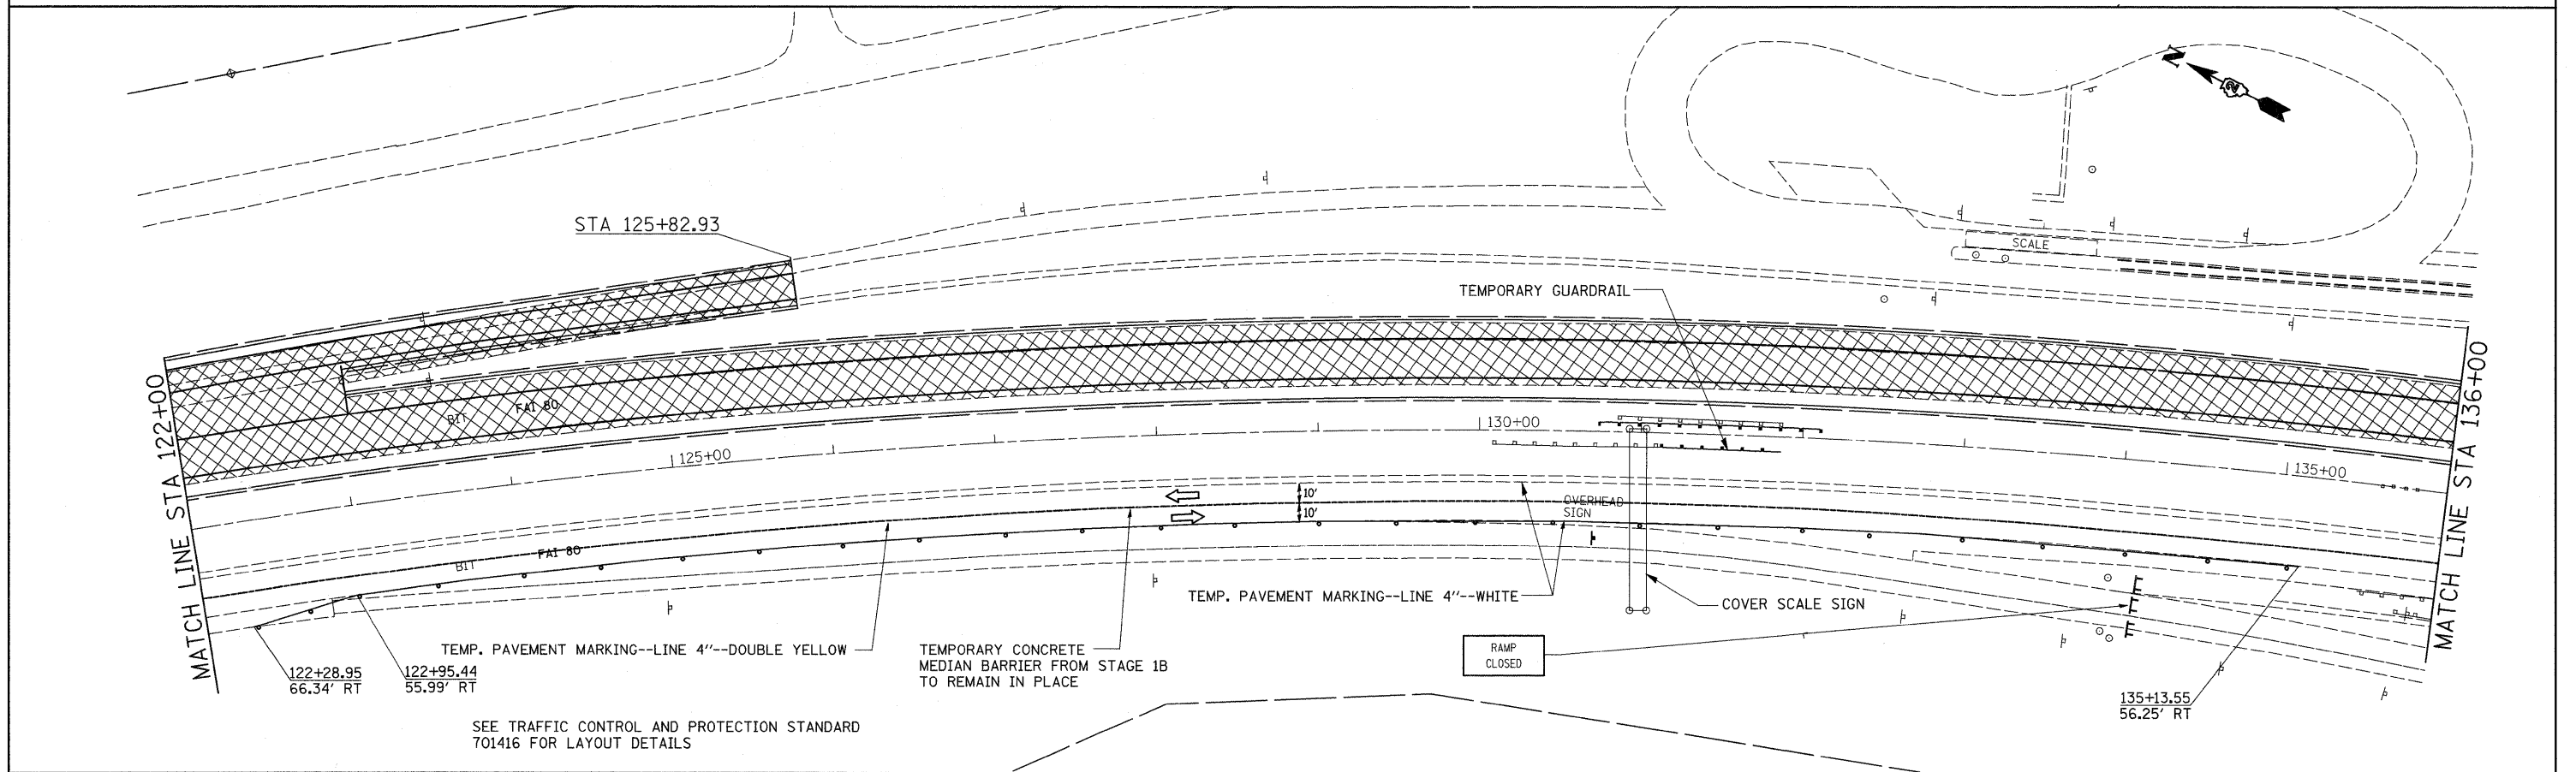 N
2
STA 125+82.93
SCALE
TEMPORARY GUARDRAIL
MATCH LINE STA 122+00
MATCH LINE STA 136+00
BIT
FAI 80
125+00
130+00
135+00
10'
10'
OVERHEAD
SIGN
BIT
FAI 80
TEMP. PAVEMENT MARKING--LINE 4"--WHITE
COVER SCALE SIGN
TEMP. PAVEMENT MARKING--LINE 4"--DOUBLE YELLOW
TEMPORARY CONCRETE
MEDIAN BARRIER FROM STAGE 1B
TO REMAIN IN PLACE
RAMP
CLOSED
122+28.95
66.34' RT
122+95.44
55.99' RT
135+13.55
56.25' RT
SEE TRAFFIC CONTROL AND PROTECTION STANDARD
701416 FOR LAYOUT DETAILS